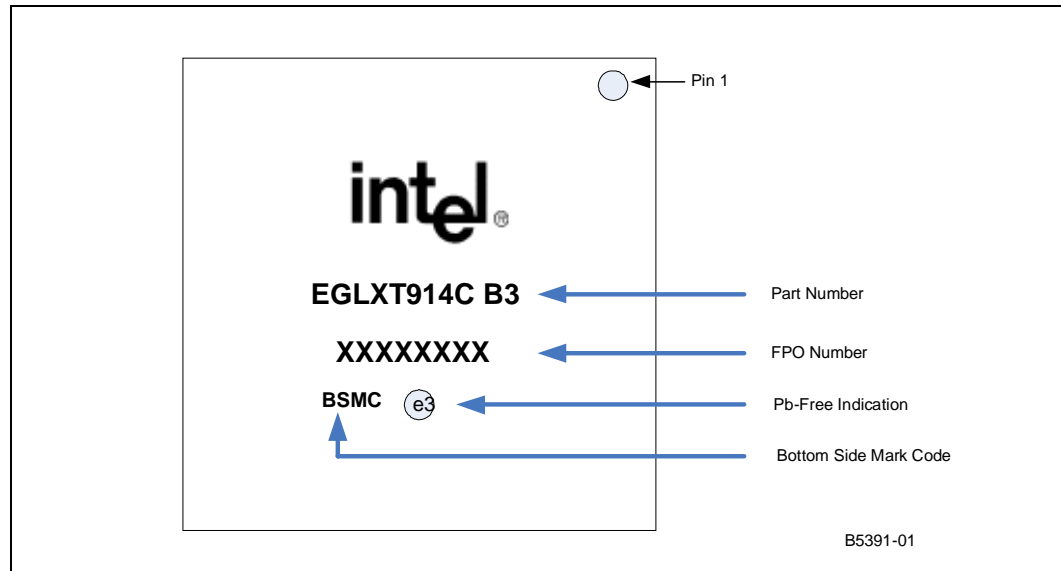 Pin 1
intel®
EGLXT914C B3
Part Number
XXXXXXXX
FPO Number
BSMC
e3
Pb-Free Indication
Bottom Side Mark Code
B5391-01